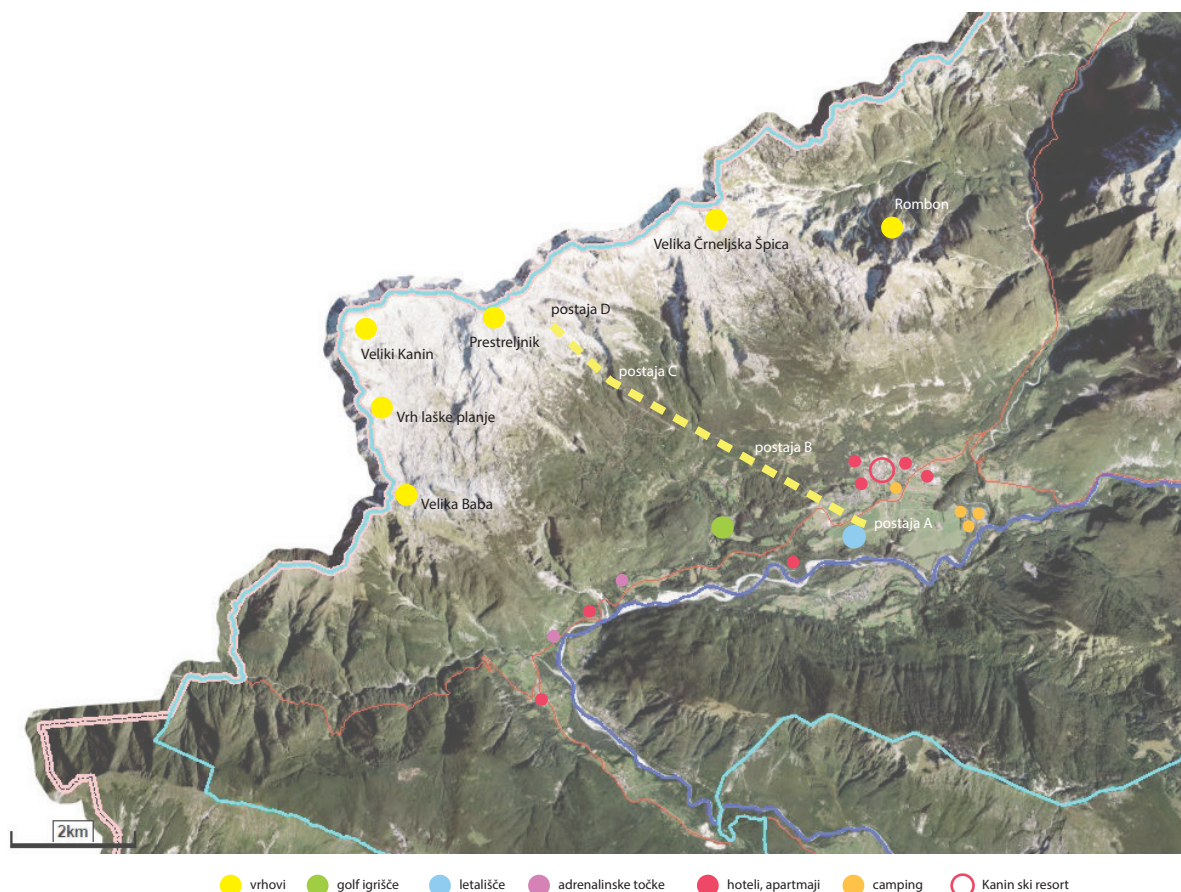 Rombon
Velika Črneljska Špica
postaja D
Prestreljnik
Veliki Kanin
postaja C
Vrh laške planje
postaja B
Velika Baba
postaja A
2km
vrhovi
golf igrišče
letališče
adrenalinske točke
hoteli, apartmaji
camping
Kanin ski resort